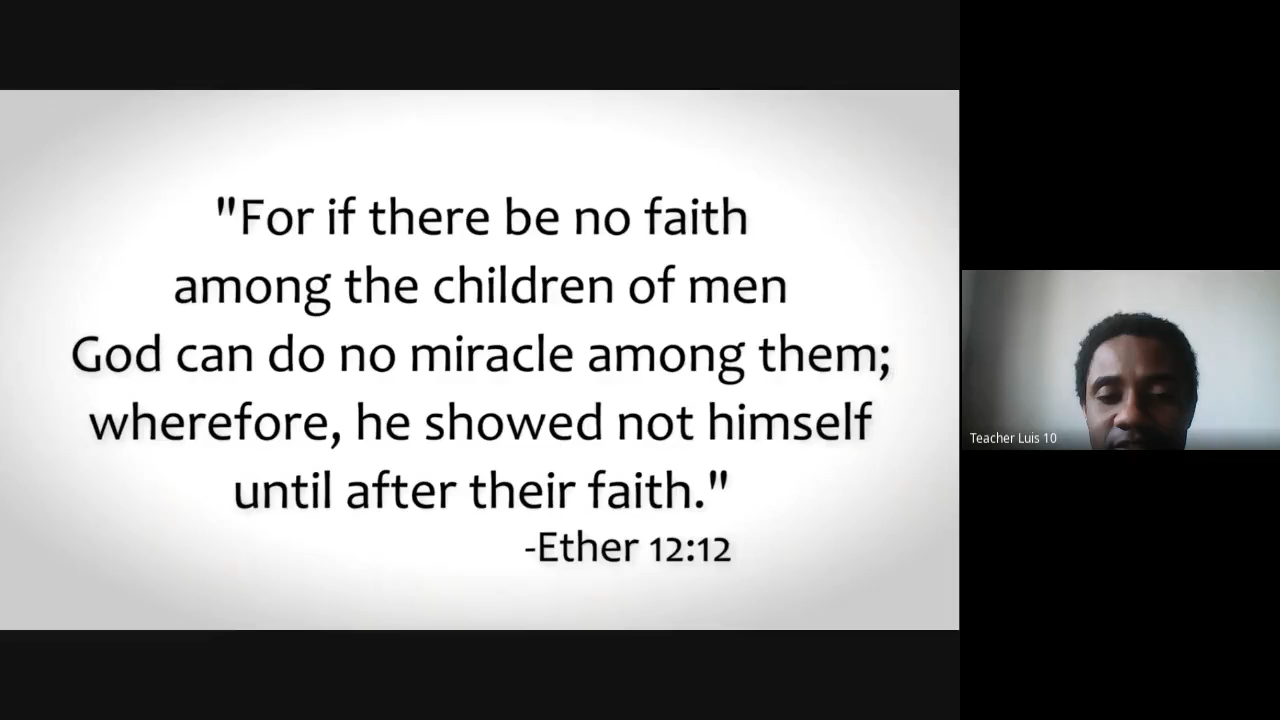 "For if there be no faith
among the children of men
God can do no miracle among them;
wherefore, he showed not himself
until after their faith."
-Ether 12:12
Teacher Luis 10